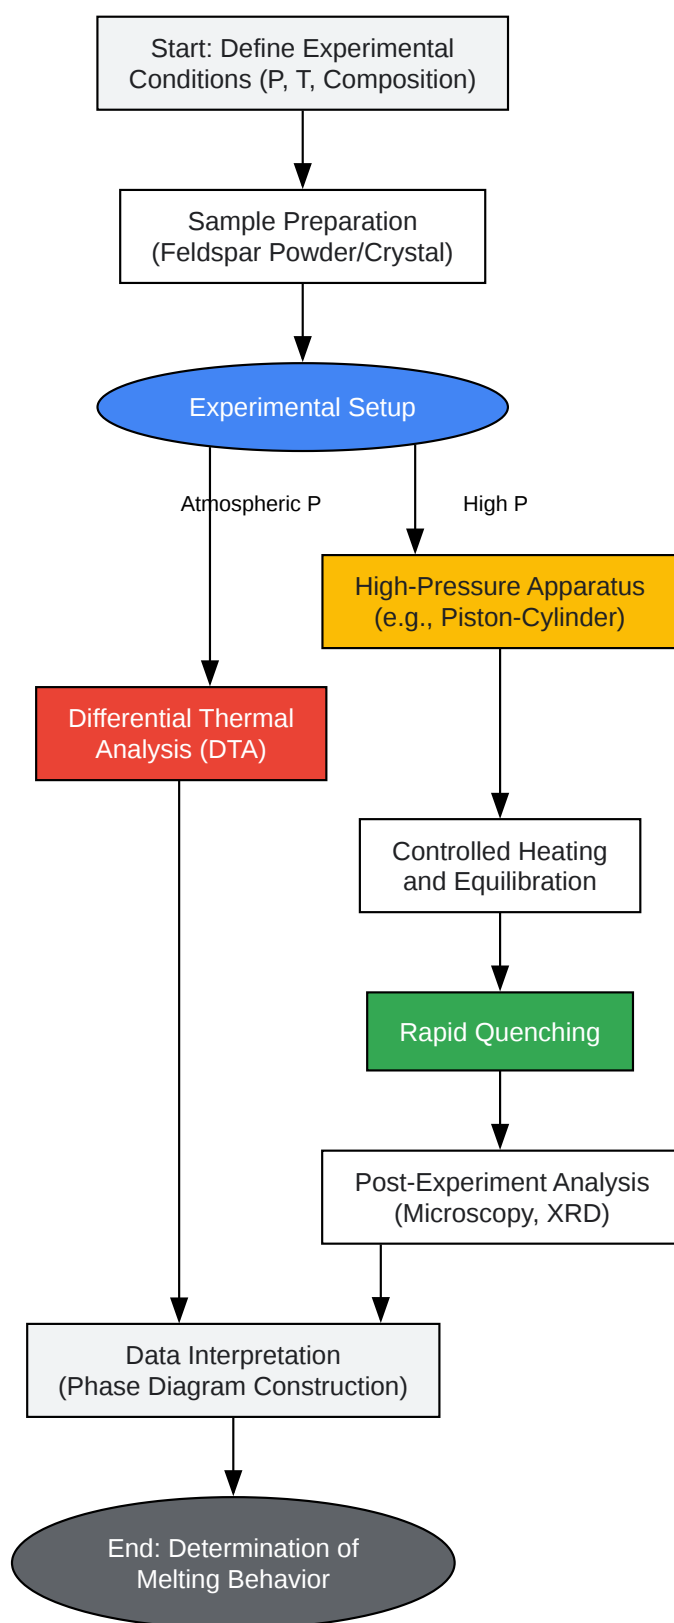 Start: Define Experimental
Conditions (P, T, Composition)
Sample Preparation
(Feldspar Powder/Crystal)
Experimental Setup
Atmospheric P
High P
High-Pressure Apparatus
(e.g., Piston-Cylinder)
Differential Thermal
Analysis (DTA)
Controlled Heating
and Equilibration
Rapid Quenching
Post-Experiment Analysis
(Microscopy, XRD)
Data Interpretation
(Phase Diagram Construction)
End: Determination of
Melting Behavior